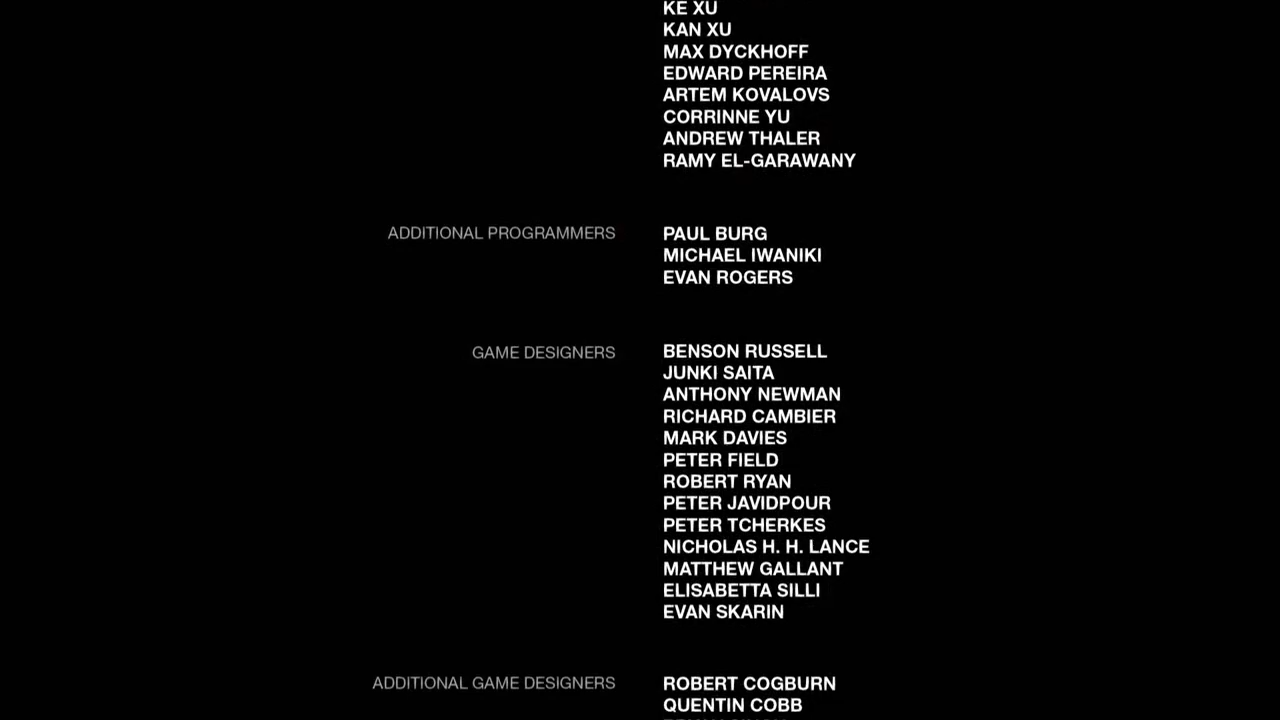 KE XU
KAN XU
MAX DYCKHOFF
EDWARD PEREIRA
ARTEM KOVALOVS
CORRINNE YU
ANDREW THALER
RAMY EL-GARAWANY
ADDITIONAL PROGRAMMERS PAUL BURG
MICHAEL IWANIKI
EVAN ROGERS
GAME DESIGNERS BENSON RUSSELL
JUNKI SAITA
ANTHONY NEWMAN
RICHARD CAMBIER
MARK DAVIES
PETER FIELD
ROBERT RYAN
PETER JAVIDPOUR
PETER TCHERKES
NICHOLAS H. H. LANCE
MATTHEW GALLANT
ELISABETTA SILLI
EVAN SKARIN
ADDITIONAL GAME DESIGNERS ROBERT COGBURN
QUENTIN COBB